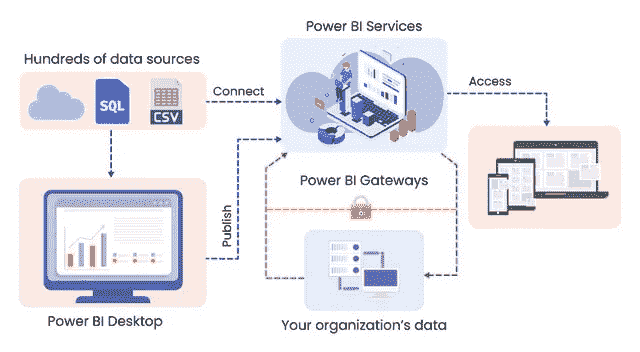 Power BI Services
Hundreds of data sources
SQL
CSV
Connect
Access
Publish
Power BI Gateways
Power BI Desktop
Your organization's data